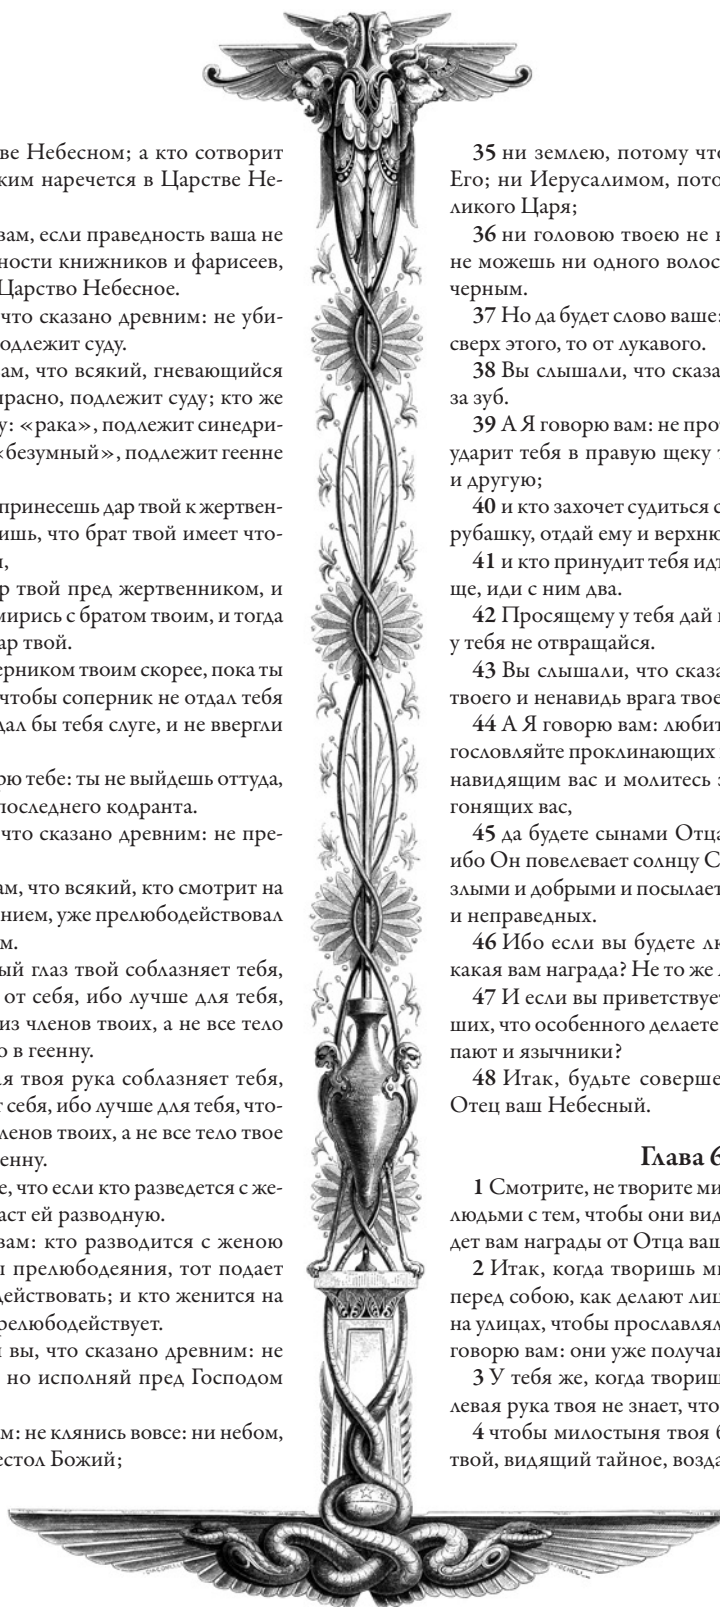 ве Небесном; а кто сотворит
ким наречется в Царстве Не-
вам, если праведность ваша не
ности книжников и фарисеев,
Царство Небесное.
что сказано древним: не уби-
одлежит суду.
ам, что всякий, гневающийся
прасно, подлежит суду; кто же
у: «рака», подлежит синедри-
«безумный», подлежит геенне
принесешь дар твой к жертвен-
ишь, что брат твой имеет что-
и,
р твой пред жертвенником, и
мирись с братом твоим, и тогда
ар твой.
ерником твоим скорее, пока ты
чтобы соперник не отдал тебя
дал бы тебя слуге, и не ввергли
рю тебе: ты не выйдешь оттуда,
последнего кодранта.
что сказано древним: не пре-
ам, что всякий, кто смотрит на
нием, уже прелюбодействовал
м.
ый глаз твой соблазняет тебя,
от себя, ибо лучше для тебя,
из членов твоих, а не все тело
о в геенну.
я твоя рука соблазняет тебя,
т себя, ибо лучше для тебя, что-
ленов твоих, а не все тело твое
енну.
е, что если кто разведется с же-
аст ей разводную.
вам: кто разводится с женою
ы прелюбодеяния, тот подает
действовать; и кто женится на
релюбодействует.
и вы, что сказано древним: не
но исполняй пред Господом
м: не клянись вовсе: ни небом,
естол Божий;
35 ни землею, потому что
Его; ни Иерусалимом, пото
ликого Царя;
36 ни головою твоею не к
не можешь ни одного волос
черным.
37 Но да будет слово ваше:
сверх этого, то от лукавого.
38 Вы слышали, что сказа
за зуб.
39 А Я говорю вам: не про
ударит тебя в правую щеку т
и другую;
40 и кто захочет судиться с
рубашку, отдай ему и верхню
41 и кто принудит тебя идт
ще, иди с ним два.
42 Просящему у тебя дай и
у тебя не отвращайся.
43 Вы слышали, что сказа
твоего и ненавидь врага твое
44 А Я говорю вам: любит
гословляйте проклинающих
навидящим вас и молитесь з
гонящих вас,
45 да будете сынами Отца
ибо Он повелевает солнцу С
злыми и добрыми и посылает
и неправедных.
46 Ибо если вы будете лю
какая вам награда? Не то же л
47 И если вы приветствует
ших, что особенного делаете
пают и язычники?
48 Итак, будьте соверше
Отец ваш Небесный.
Глава 6
1 Смотрите, не творите ми
людьми с тем, чтобы они вид
дет вам награды от Отца ваш
2 Итак, когда творишь ми
перед собою, как делают лиц
на улицах, чтобы прославлял
говорю вам: они уже получаю
3 У тебя же, когда твориш
левая рука твоя не знает, что
4 чтобы милостыня твоя б
твой, видящий тайное, возда